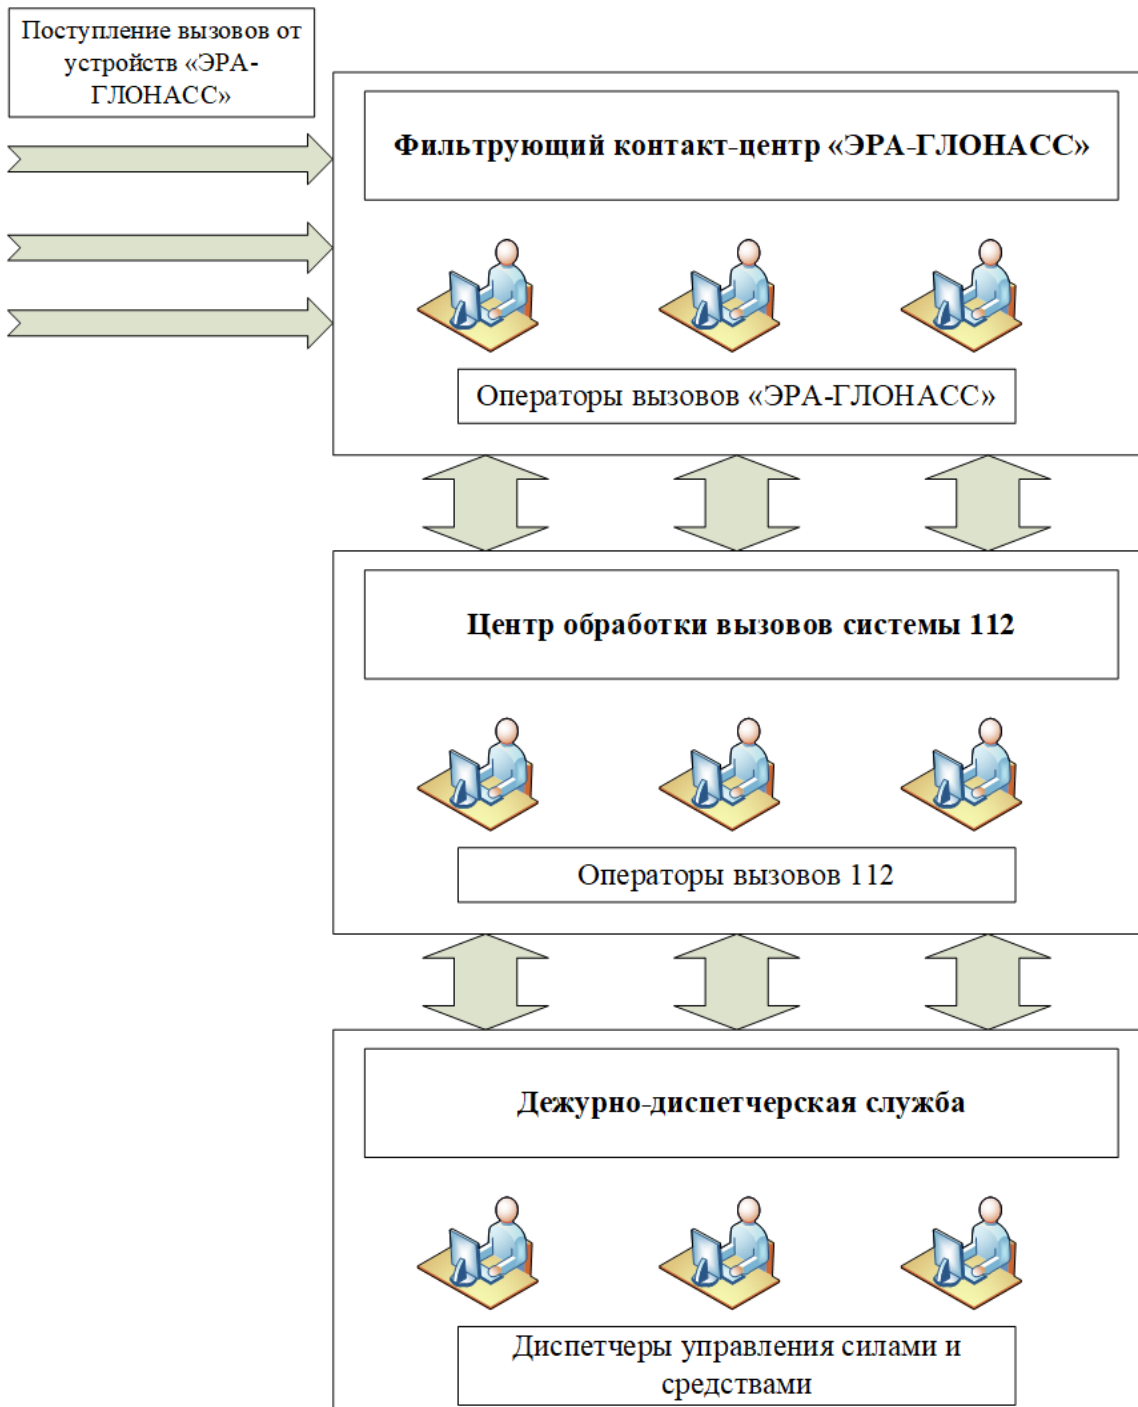 Поступление вызовов от
устройств «ЭРА-
ГЛОНАСС»
Фильтрующий контакт-центр «ЭРА-ГЛОНАСС»
Операторы вызовов «ЭРА-ГЛОНАСС»
Центр обработки вызовов системы 112
Операторы вызовов 112
Дежурно-диспетчерская служба
Диспетчеры управления силами и
средствами